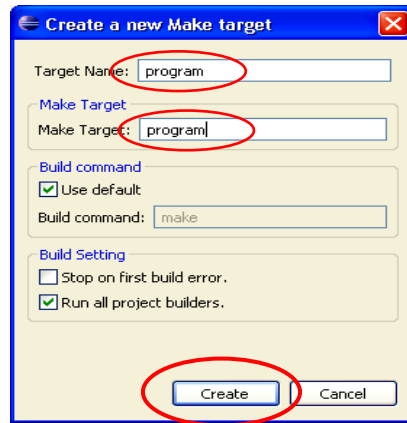 Create a new Make target
Target Name: program
Make Target
Make Target: program
Build command
Use default
Build command: make
Build Setting
Stop on first build error.
Run all project builders.
Create Cancel